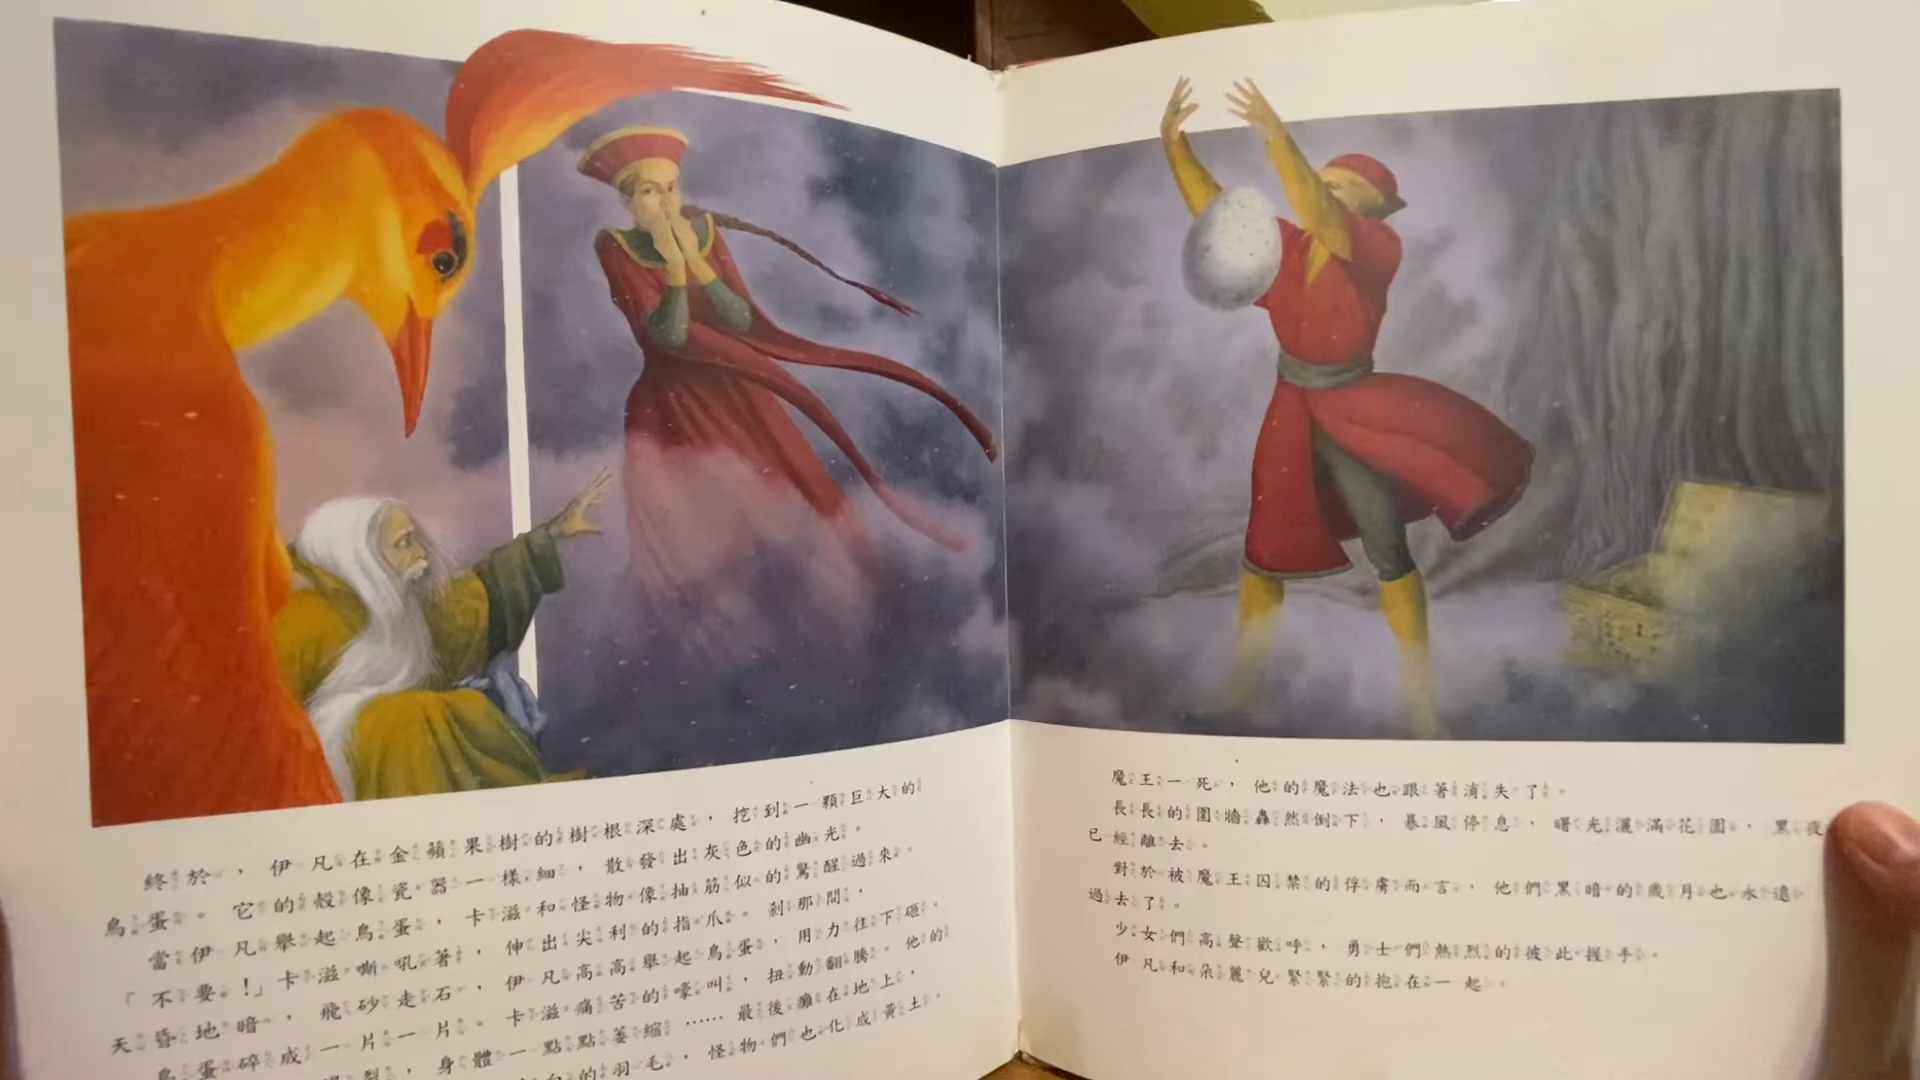 終於，伊凡在金蘋果樹的樹根深處，挖到一顆巨大的
鳥蛋。它的殼像瓷器一樣細，散發出灰色的幽光。
當伊凡舉起鳥蛋，卡滋和怪物像抽筋似的驚醒過來。
「不要！」卡滋嘶吼著，伸出尖利的指爪。剎那間，
天昏地暗，飛砂走石，伊凡高高舉起鳥蛋，用力往下砸。
鳥蛋碎成一片一片。卡滋痛苦的嚎叫，扭動翻騰。他的
裂，身體一點點萎縮……最後癱在地上，
的羽毛，怪物們也化成黃土。
魔王一死，他的魔法也跟著消失了。
長長的圍牆轟然倒下，暴風停息，曙光灑滿花園，黑夜
已經離去。
對於被魔王囚禁的俘虜而言，他們黑暗的歲月也永遠
過去了。
少女們高聲歡呼，勇士們熱烈的彼此握手。
伊凡和朵麗兒緊緊的抱在一起。